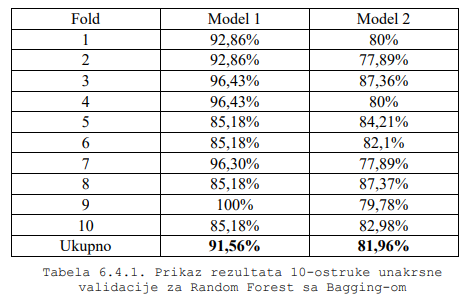 Fold Model 1 Model 2
1 92,86% 80%
2 92,86% 77,89%
3 96,43% 87,36%
4 96,43% 80%
5 85,18% 84,21%
6 85,18% 82,1%
7 96,30% 77,89%
8 85,18% 87,37%
9 100% 79,78%
10 85,18% 82,98%
Ukupno 91,56% 81,96%
Tabela 6.4.1. Prikaz rezultata 10-ostruke unakrsne
validacije za Random Forest sa Bagging-om